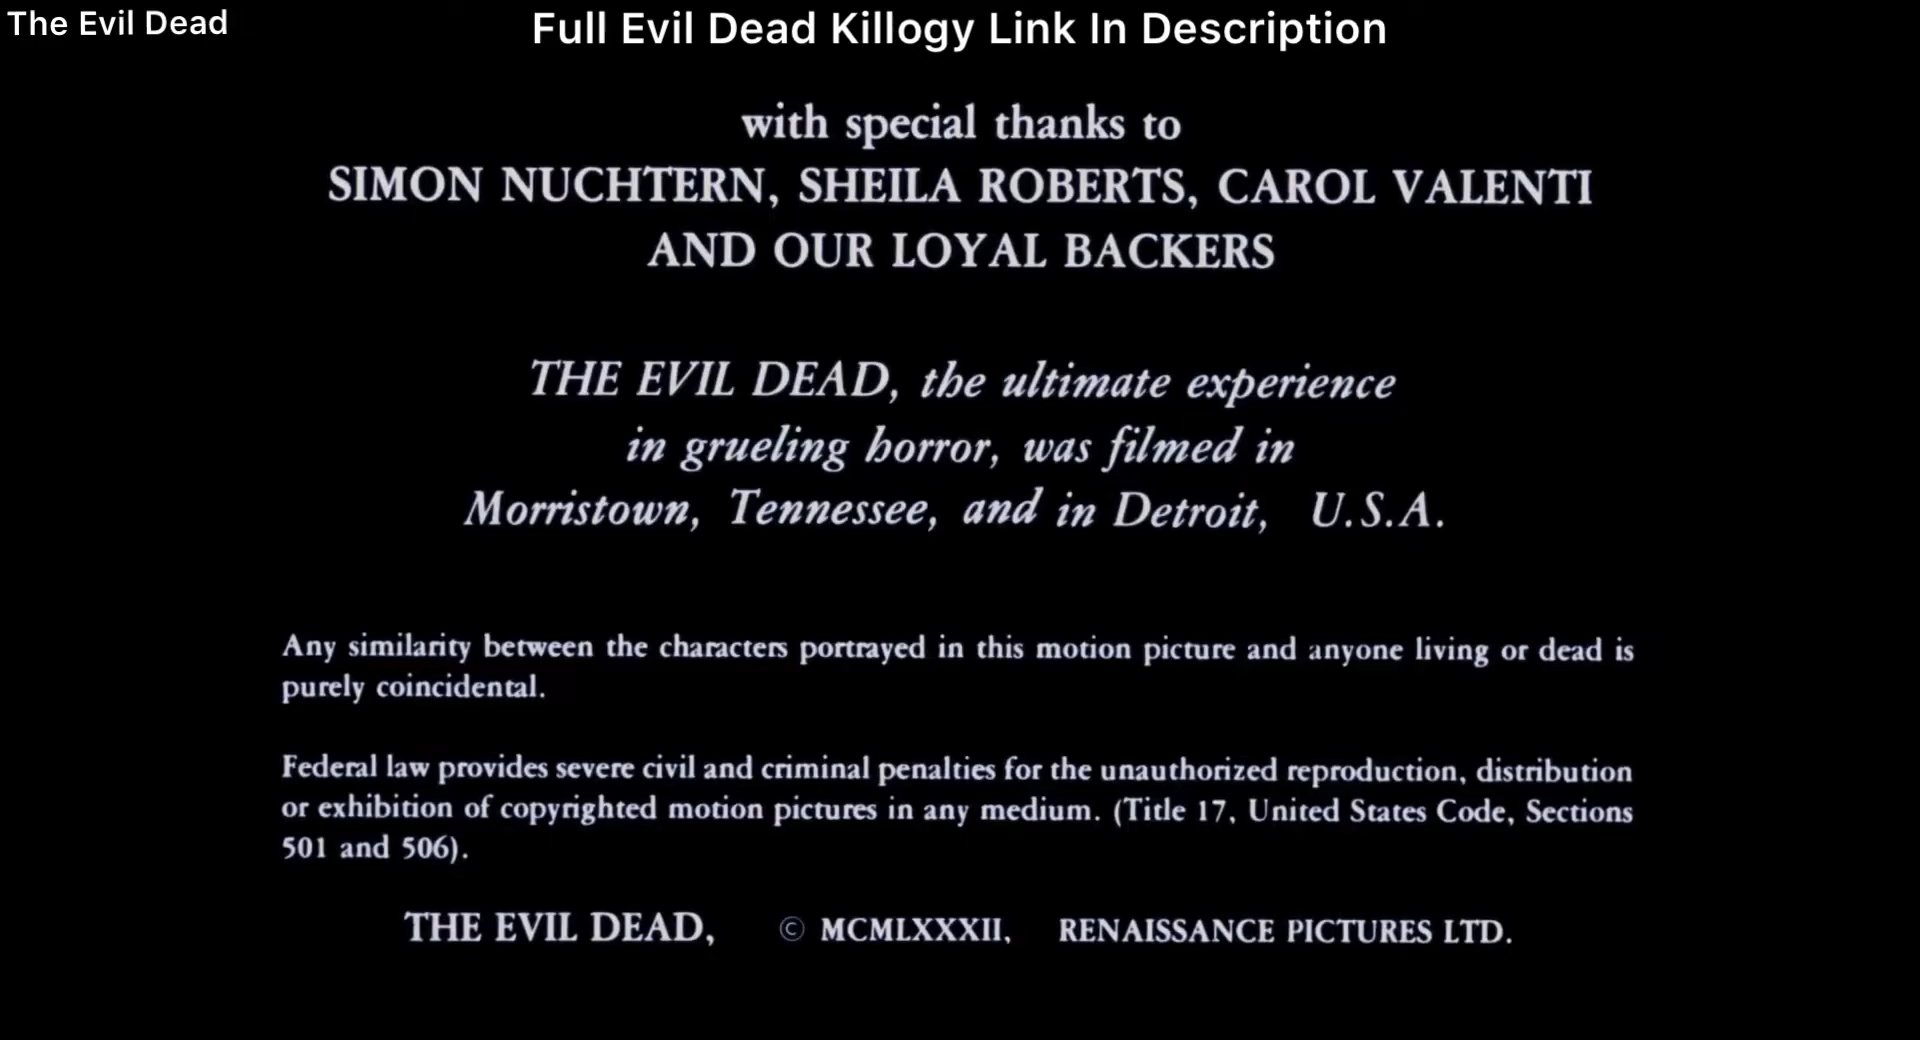 The Evil Dead
Full Evil Dead Killogy Link In Description
with special thanks to
SIMON NUCHTERN, SHEILA ROBERTS, CAROL VALENTI
AND OUR LOYAL BACKERS
THE EVIL DEAD, the ultimate experience
in grueling horror, was filmed in
Morristown, Tennessee, and in Detroit, U.S.A.
Any similarity between the characters portrayed in this motion picture and anyone living or dead is
purely coincidental.
Federal law provides severe civil and criminal penalties for the unauthorized reproduction, distribution
or exhibition of copyrighted motion pictures in any medium. (Title 17, United States Code, Sections
501 and 506).
THE EVIL DEAD, © MCMLXXXII, RENAISSANCE PICTURES LTD.